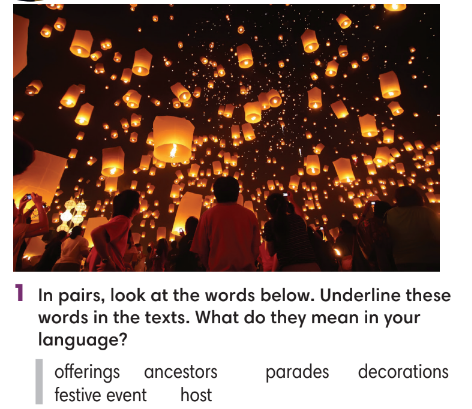 1 In pairs, look at the words below. Underline these
words in the texts. What do they mean in your
language?
offerings ancestors parades decorations
festive event host